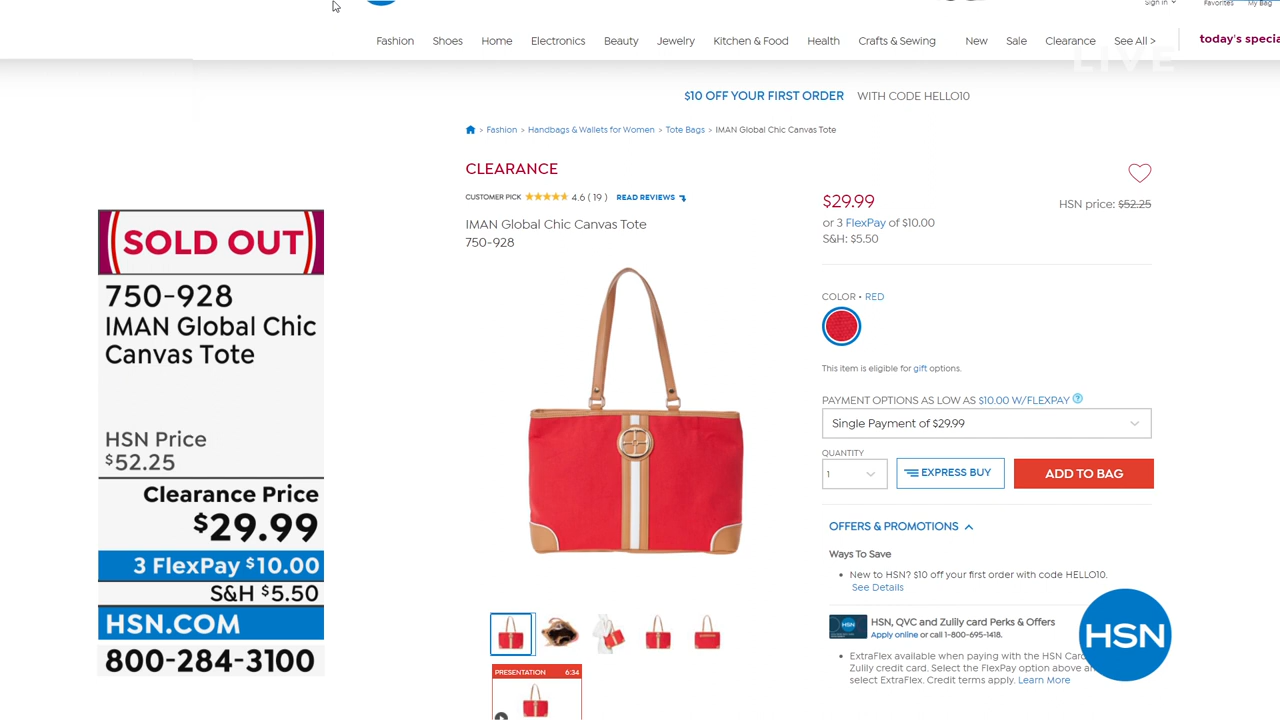 Sign in
Favorites
My Bag
Fashion
Shoes
Home
Electronics
Beauty
Jewelry
Kitchen & Food
Health
Crafts & Sewing
New
Sale
Clearance
See All >
today's specia
LIVE
$10 OFF YOUR FIRST ORDER WITH CODE HELLO10
> Fashion > Handbags & Wallets for Women > Tote Bags > IMAN Global Chic Canvas Tote
CLEARANCE
CUSTOMER PICK 4.6 ( 19 ) READ REVIEWS
IMAN Global Chic Canvas Tote
750-928
$29.99
HSN price: $52.25
or 3 FlexPay of $10.00
S&H: $5.50
COLOR • RED
This item is eligible for gift options.
PAYMENT OPTIONS AS LOW AS $10.00 W/FLEXPAY ?
Single Payment of $29.99
QUANTITY
1
EXPRESS BUY
ADD TO BAG
OFFERS & PROMOTIONS
Ways To Save
• New to HSN? $10 off your first order with code HELLO10.
See Details
HSN
HSN, QVC and Zulily card Perks & Offers
Apply online or call 1-800-695-1418.
• ExtraFlex available when paying with the HSN Card
Zulily credit card. Select the FlexPay option above
select ExtraFlex. Credit terms apply. Learn More
HSN
PRESENTATION 6:34
SOLD OUT
750-928
IMAN Global Chic
Canvas Tote
HSN Price
$52.25
Clearance Price
$29.99
3 FlexPay $10.00
S&H $5.50
HSN.COM
800-284-3100